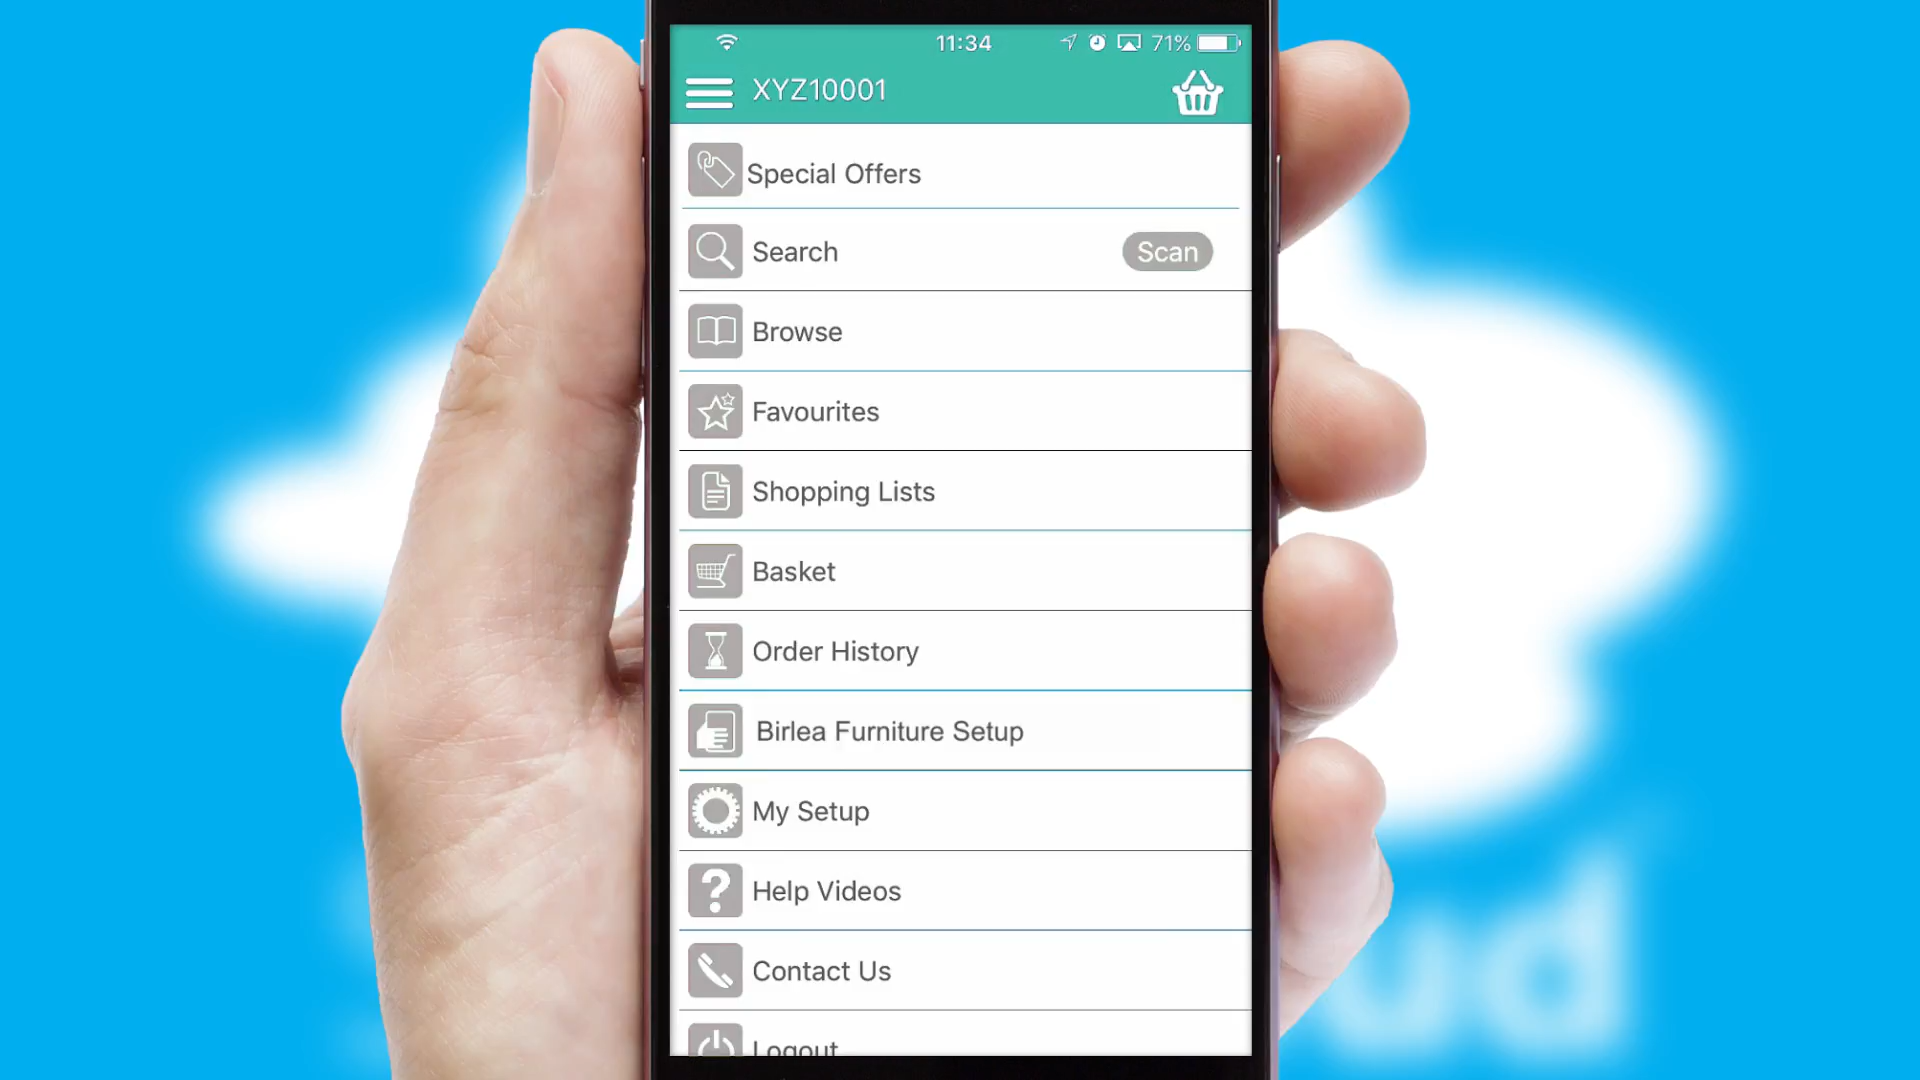 11:34 71%
XYZ10001
Special Offers
Search Scan
Browse
Favourites
Shopping Lists
Basket
Order History
Birlea Furniture Setup
My Setup
Help Videos
Contact Us
Logout
ud